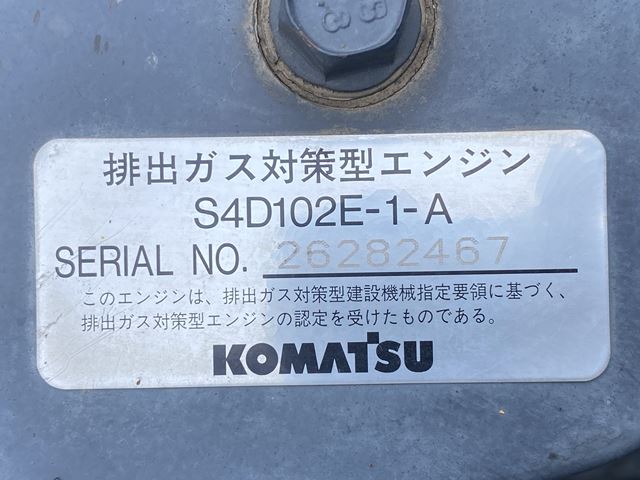 8.8
排出ガス対策型エンジン
S4D102E-1-A
SERIAL NO. 26282467
このエンジンは、排出ガス対策型建設機械指定要領に基づく、
排出ガス対策型エンジンの認定を受けたものである。
KOMATSU